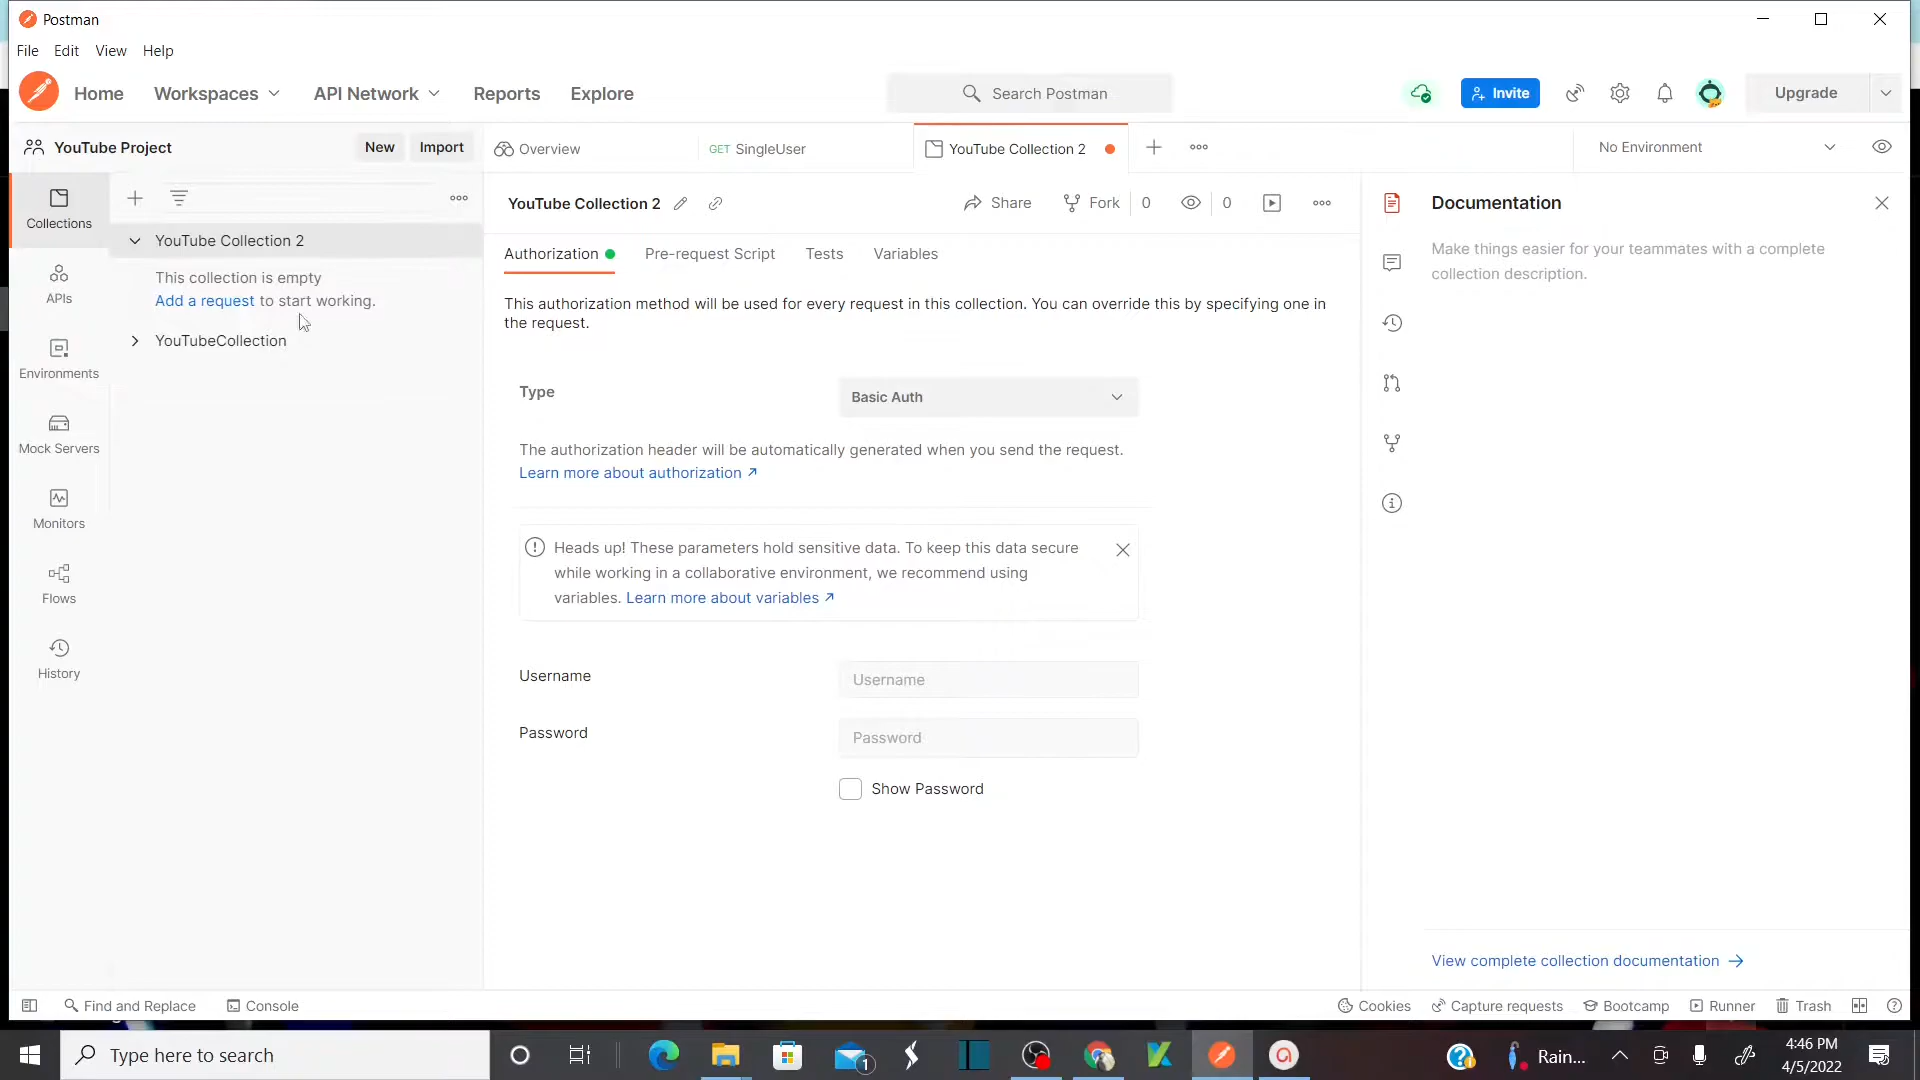 Postman
File Edit View Help
Home Workspaces API Network Reports Explore Search Postman Invite Upgrade
YouTube Project New Import Overview GET SingleUser YouTube Collection 2 No Environment
Collections
APIs
Environments
Mock Servers
Monitors
Flows
History
YouTube Collection 2
This collection is empty
Add a request to start working.
YouTubeCollection
YouTube Collection 2 Share Fork 0 0
Authorization Pre-request Script Tests Variables
This authorization method will be used for every request in this collection. You can override this by specifying one in
the request.
Type Basic Auth
The authorization header will be automatically generated when you send the request.
Learn more about authorization ↗
Heads up! These parameters hold sensitive data. To keep this data secure
while working in a collaborative environment, we recommend using
variables. Learn more about variables ↗
Username Username
Password Password
Show Password
Documentation
Make things easier for your teammates with a complete
collection description.
View complete collection documentation →
Find and Replace Console Cookies Capture requests Bootcamp Runner Trash
Type here to search 1 Rain... 4:46 PM
4/5/2022